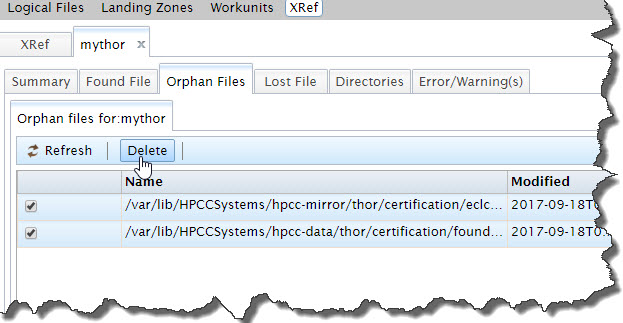 Logical Files Landing Zones Workunits XRef
XRef mythor x
Summary Found File Orphan Files Lost File Directories Error/Warning(s)
Orphan files for:mythor
Refresh Delete
Name Modified
/var/lib/HPCCSystems/hpcc-mirror/thor/certification/eclc... 2017-09-18T0
/var/lib/HPCCSystems/hpcc-data/thor/certification/found... 2017-09-18T0